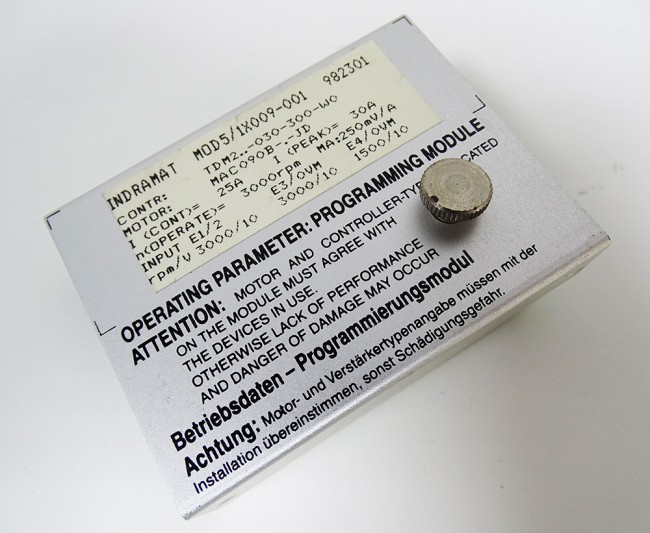 INDRAMAT MOD5/1X009-001 982301
CONTR: TDM2.-030-300-W0
MOTOR: MAC090B-.-JD
I (CONT)= 25A I (PEAK)= 30A
n(OPERATE)= 3000rpm MA:250mV/A
INPUT E1/2 E3/0VM E4/0VM
rpm/V 3000/10 3000/10 1500/10
OPERATING PARAMETER: PROGRAMMING MODULE
ATTENTION: MOTOR AND CONTROLLER-TYPE
ON THE MODULE MUST AGREE WITH
THE DEVICES IN USE.
OTHERWISE LACK OF PERFORMANCE
AND DANGER OF DAMAGE MAY OCCUR
Betriebsdaten – Programmierungsmodul
Achtung: Motor- und Verstärkertypenangabe müssen mit der
Installation übereinstimmen, sonst Schädigungsgefahr.